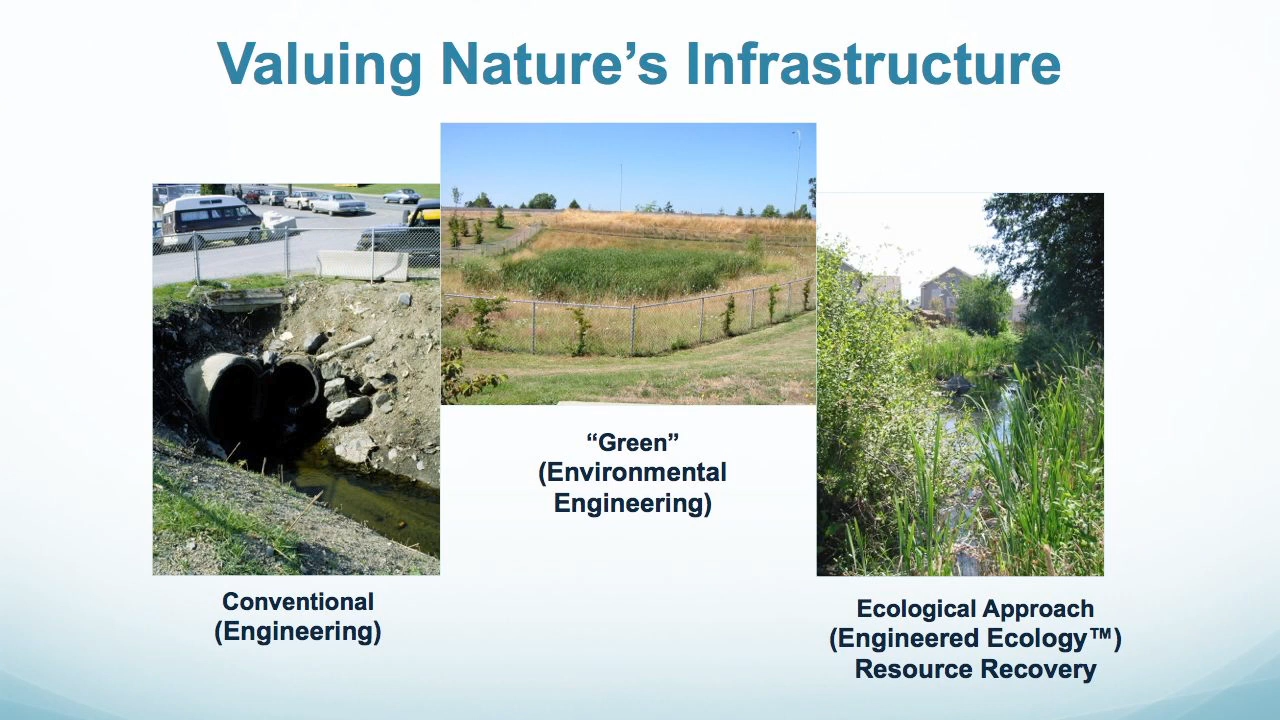 Valuing Nature’s Infrastructure
“Green”
(Environmental
Engineering)
Conventional
(Engineering)
Ecological Approach
(Engineered Ecology™)
Resource Recovery